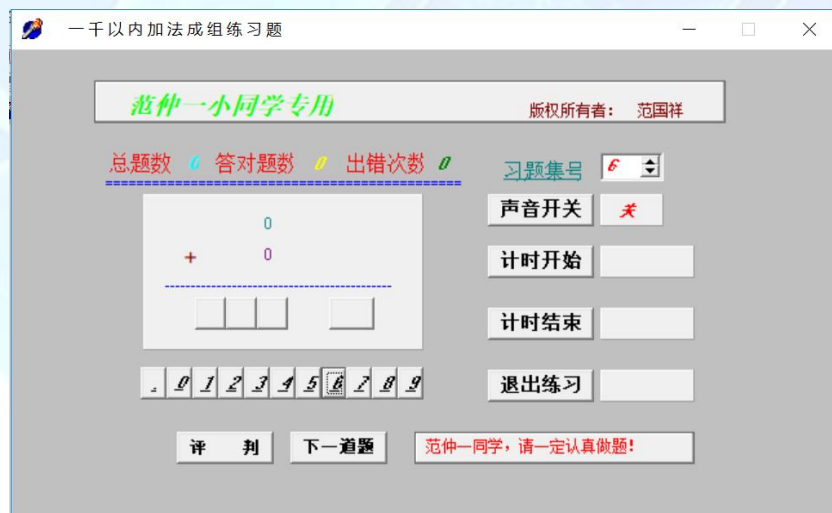 一千以内加法成组练习题
范仲一小同学专用 版权所有者： 范国祥
总题数 0 答对题数 0 出错次数 0 习题集号 6
声音开关 关
0
+ 0
计时开始
计时结束
. 0 1 2 3 4 5 6 7 8 9 退出练习
评 判 下一道题 范仲一同学，请一定认真做题!